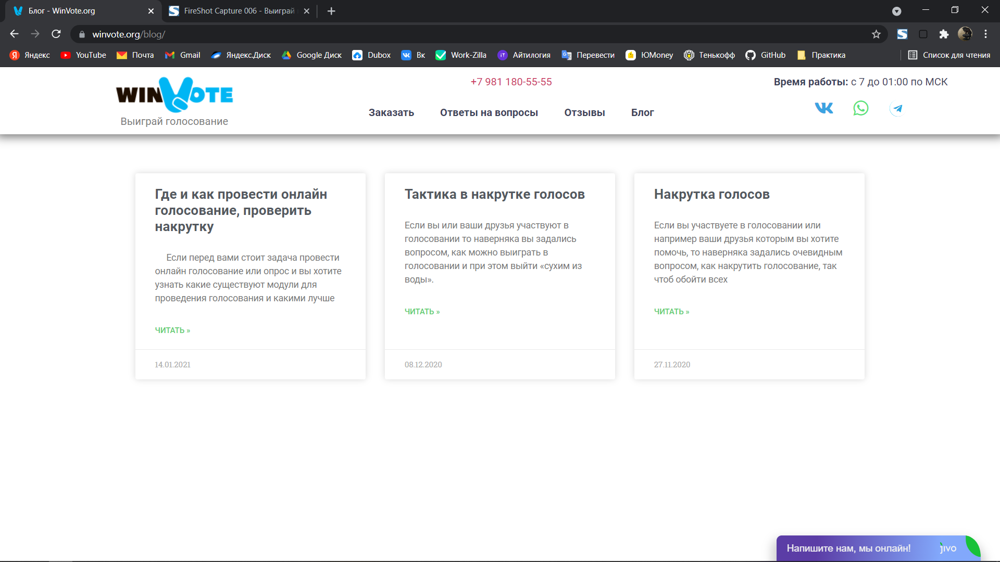 Блог - WinVote.org
FireShot Capture 006 - Выиграй
winvote.org/blog/
Яндекс
YouTube
Почта
Gmail
Яндекс.Диск
Google Диск
Dubox
Вк
Work-Zilla
Айтилогия
Перевести
ЮMoney
Тенькофф
GitHub
Практика
Список для чтения
WINVOTE
Выиграй голосование
+7 981 180-55-55
Заказать
Ответы на вопросы
Отзывы
Блог
Время работы: с 7 до 01:00 по МСК
Где и как провести онлайн
голосование, проверить
накрутку
Если перед вами стоит задача провести
онлайн голосование или опрос и вы хотите
узнать какие существуют модули для
проведения голосования и какими лучше
ЧИТАТЬ »
14.01.2021
Тактика в накрутке голосов
Если вы или ваши друзья участвуют в
голосовании то наверняка вы задались
вопросом, как можно выиграть в
голосовании и при этом выйти «сухим из
воды».
ЧИТАТЬ »
08.12.2020
Накрутка голосов
Если вы участвуете в голосовании или
например ваши друзья которым вы хотите
помочь, то наверняка задались очевидным
вопросом, как накрутить голосование, так
чтоб обойти всех
ЧИТАТЬ »
27.11.2020
Напишите нам, мы онлайн!
jivo